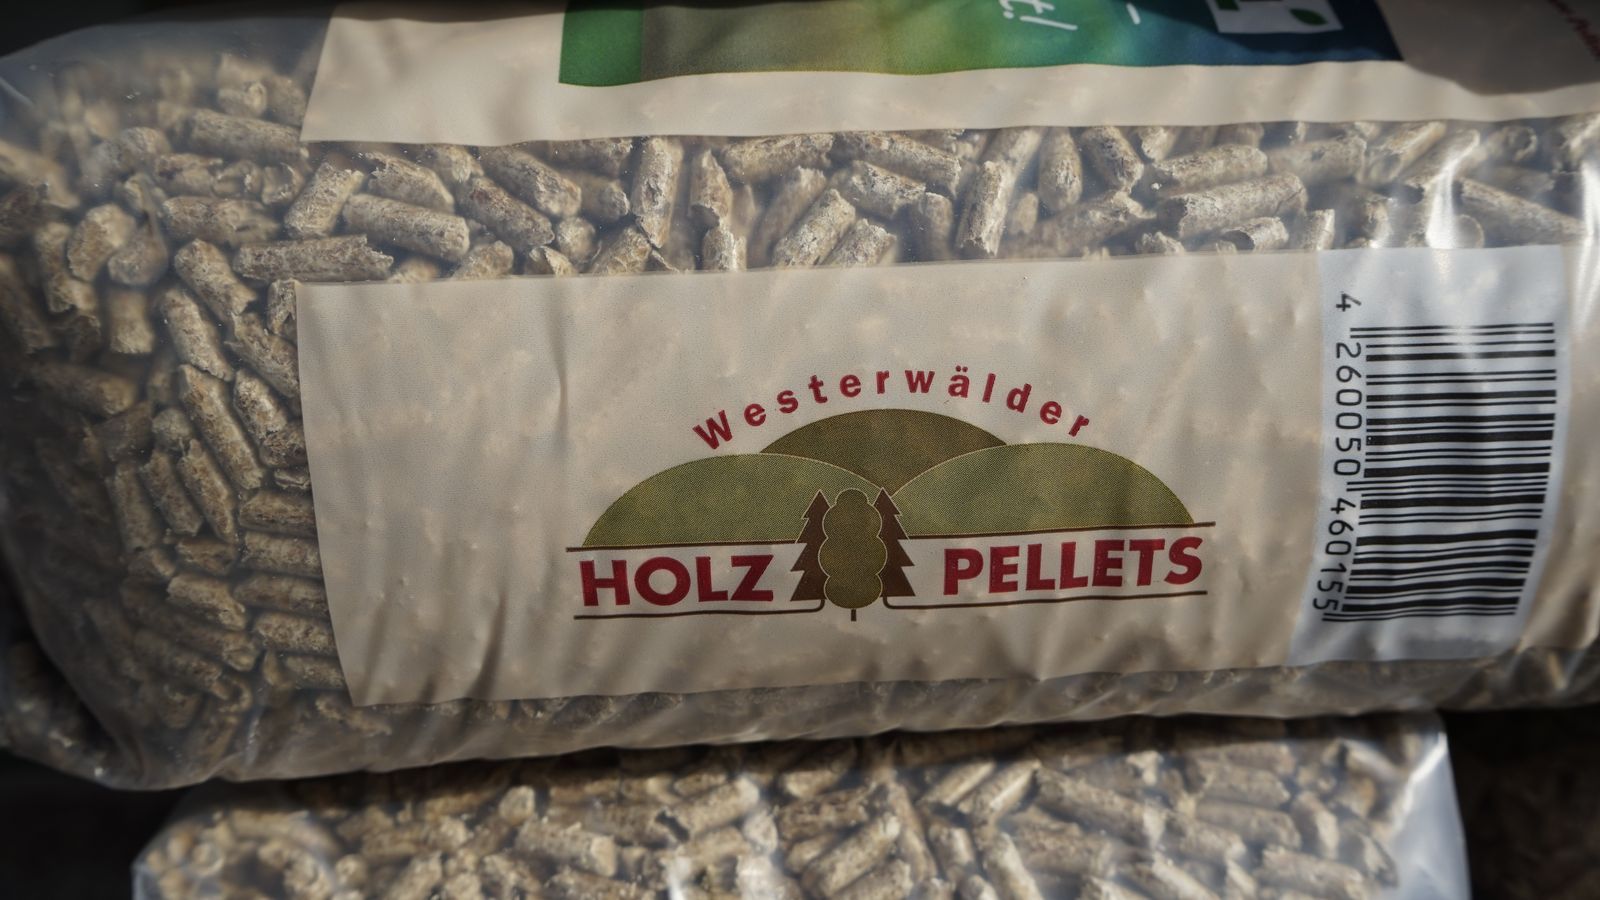 t!
Westerwälder
HOLZ PELLETS
4 260050 460155